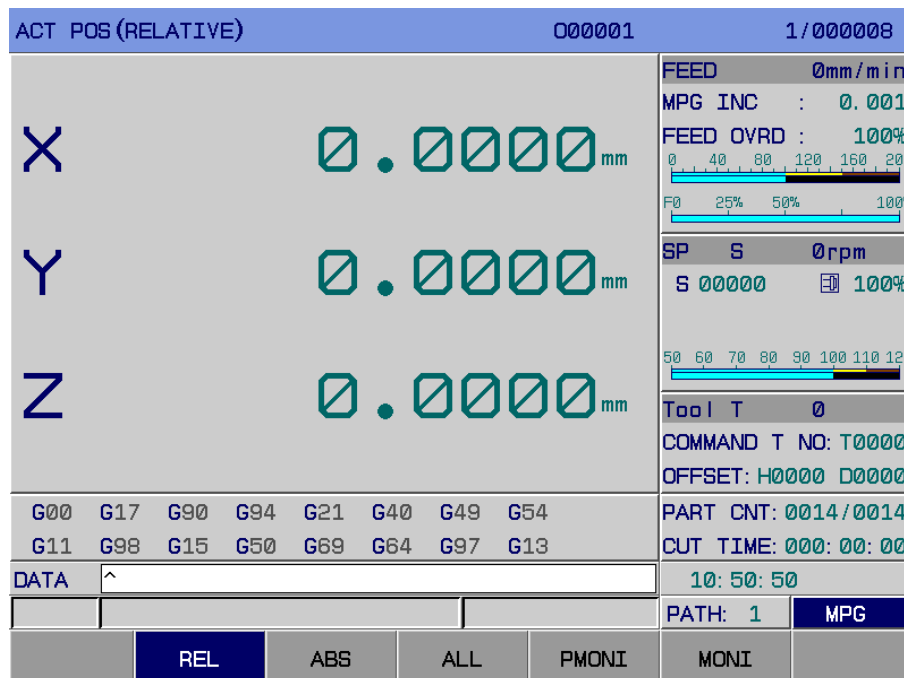 ACT POS(RELATIVE) O00001 1/000008
X 0.0000 mm
Y 0.0000 mm
Z 0.0000 mm
FEED 0mm/min
MPG INC : 0.001
FEED OVRD : 100%
0 40 80 120 160 20
F0 25% 50% 100
SP S 0rpm
S 00000 100%
50 60 70 80 90 100 110 12
Tool T 0
COMMAND T NO: T0000
OFFSET: H0000 D0000
G00 G17 G90 G94 G21 G40 G49 G54
G11 G98 G15 G50 G69 G64 G97 G13
PART CNT: 0014/0014
CUT TIME: 000:00:00
DATA ^
10:50:50
PATH: 1 MPG
REL ABS ALL PMONI MONI